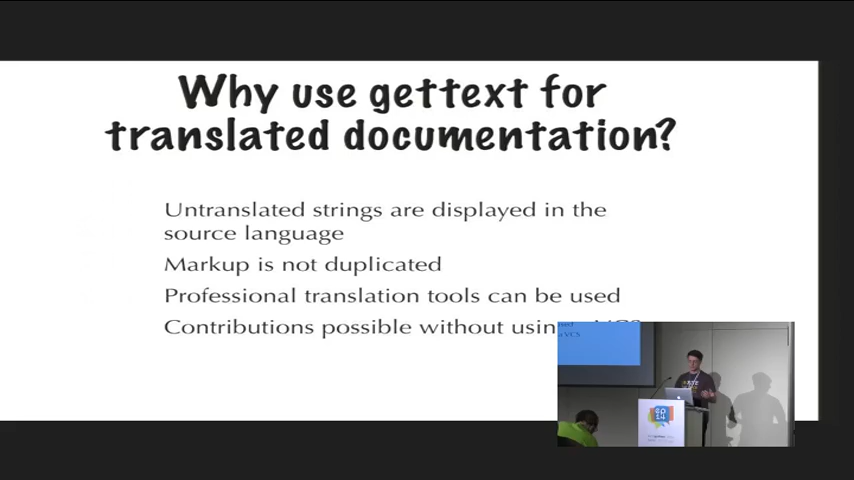 Why use gettext for
translated documentation?
Untranslated strings are displayed in the
source language
Markup is not duplicated
Professional translation tools can be used
Contributions possible without using VCS
VCS